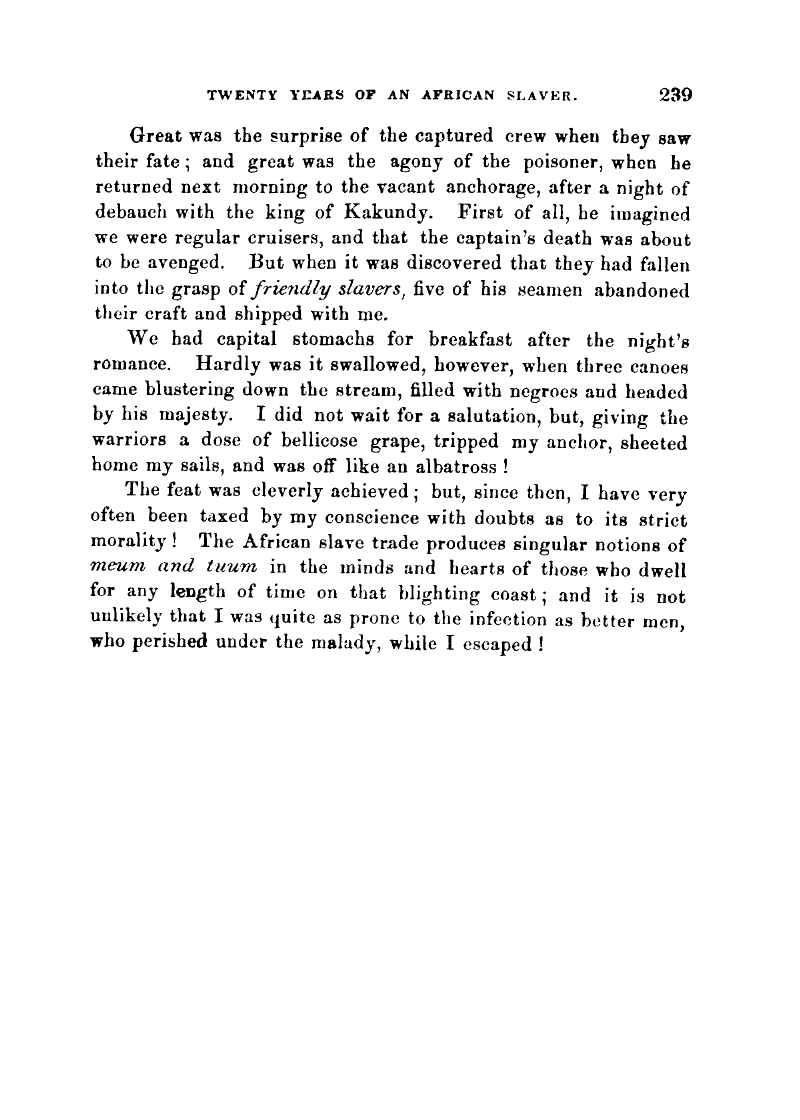 TWENTY YEARS OF AN AFRICAN SLAVER. 239
Great was the surprise of the captured crew when they saw
their fate; and great was the agony of the poisoner, when he
returned next morning to the vacant anchorage, after a night of
debauch with the king of Kakundy. First of all, he imagined
we were regular cruisers, and that the captain's death was about
to be avenged. But when it was discovered that they had fallen
into the grasp of friendly slavers, five of his seamen abandoned
their craft and shipped with me.
We had capital stomachs for breakfast after the night's
romance. Hardly was it swallowed, however, when three canoes
came blustering down the stream, filled with negroes and headed
by his majesty. I did not wait for a salutation, but, giving the
warriors a dose of bellicose grape, tripped my anchor, sheeted
home my sails, and was off like an albatross!
The feat was cleverly achieved; but, since then, I have very
often been taxed by my conscience with doubts as to its strict
morality! The African slave trade produces singular notions of
meum and tuum in the minds and hearts of those who dwell
for any length of time on that blighting coast; and it is not
unlikely that I was quite as prone to the infection as better men,
who perished under the malady, while I escaped!